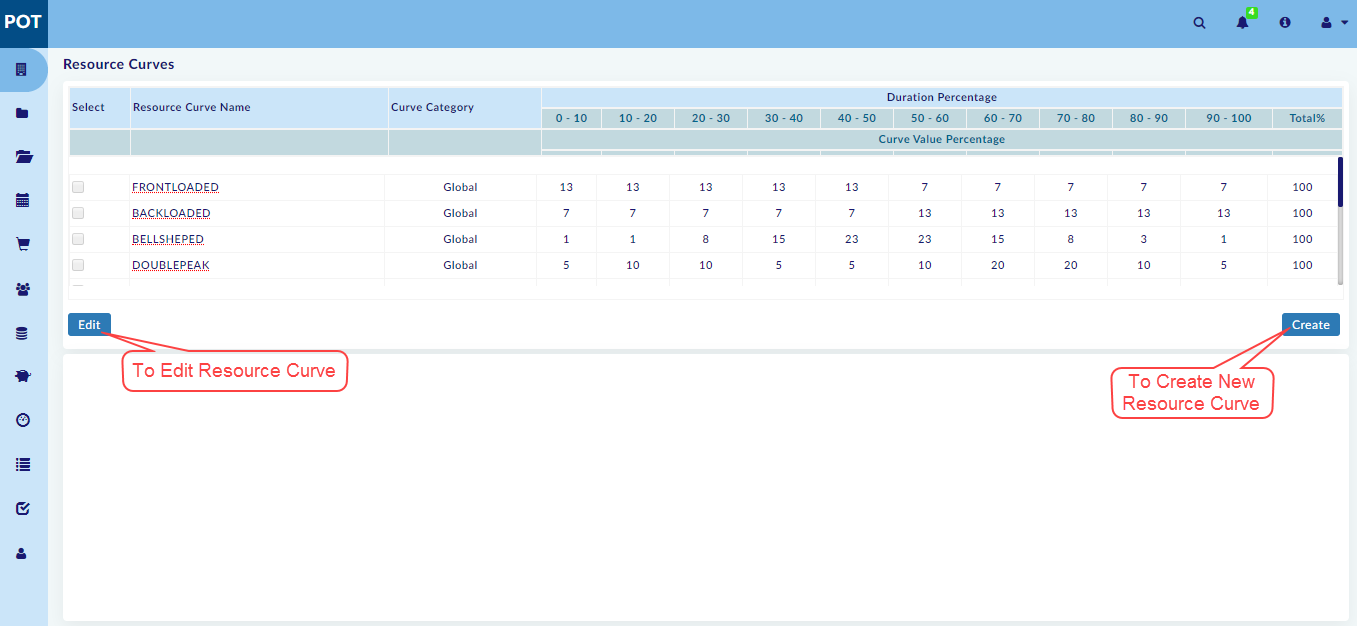 POT
4
Resource Curves
Select Resource Curve Name Curve Category Duration Percentage
0 - 10 10 - 20 20 - 30 30 - 40 40 - 50 50 - 60 60 - 70 70 - 80 80 - 90 90 - 100 Total%
Curve Value Percentage
FRONTLOADED Global 13 13 13 13 13 7 7 7 7 7 100
BACKLOADED Global 7 7 7 7 7 13 13 13 13 13 100
BELLSHEPED Global 1 1 8 15 23 23 15 8 3 1 100
DOUBLEPEAK Global 5 10 10 5 5 10 20 20 10 5 100
Edit Create
To Edit Resource Curve
To Create New
Resource Curve